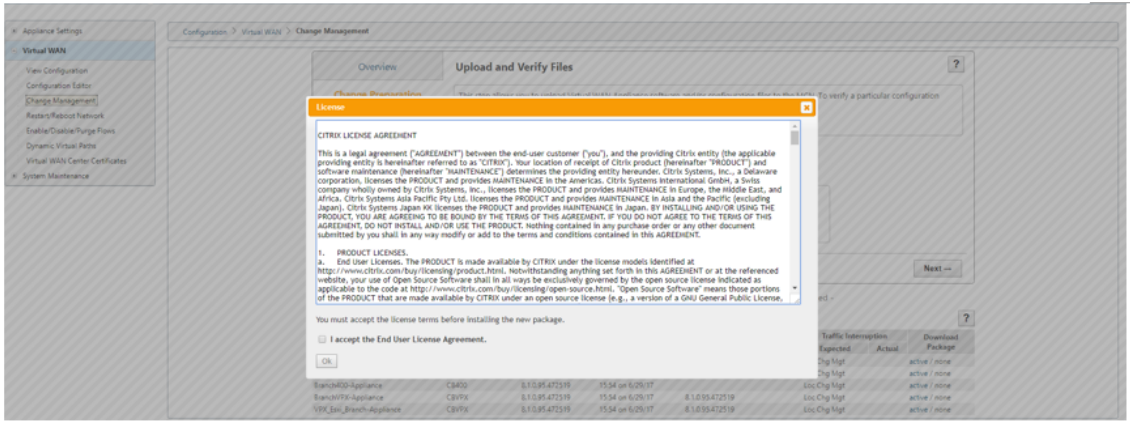 Appliance Settings
Virtual WAN
View Configuration
Configuration Editor
Change Management
Restart/Reboot Network
Enable/Disable/Purge Flows
Dynamic Virtual Paths
Virtual WAN Center Certificates
System Maintenance
Configuration > Virtual WAN > Change Management
Overview
Upload and Verify Files
?
Change Preparation
To verify a particular configuration
License
CITRIX LICENSE AGREEMENT
This is a legal agreement ("AGREEMENT") between the end-user customer ("you"), and the providing Citrix entity (the applicable
providing entity is hereinafter referred to as "CITRIX"). Your location of receipt of Citrix product (hereinafter "PRODUCT") and
software maintenance (hereinafter "MAINTENANCE") determines the providing entity hereunder. Citrix Systems, Inc., a Delaware
corporation, licenses the PRODUCT and provides MAINTENANCE in the Americas. Citrix Systems International GmbH, a Swiss
company wholly owned by Citrix Systems, Inc., licenses the PRODUCT and provides MAINTENANCE in Europe, the Middle East, and
Africa. Citrix Systems Asia Pacific Pty Ltd. licenses the PRODUCT and provides MAINTENANCE in Asia and the Pacific (excluding
Japan). Citrix Systems Japan KK licenses the PRODUCT and provides MAINTENANCE in Japan. BY INSTALLING AND/OR USING THE
PRODUCT, YOU ARE AGREEING TO BE BOUND BY THE TERMS OF THIS AGREEMENT. IF YOU DO NOT AGREE TO THE TERMS OF THIS
AGREEMENT, DO NOT INSTALL AND/OR USE THE PRODUCT. Nothing contained in any purchase order or any other document
submitted by you shall in any way modify or add to the terms and conditions contained in this AGREEMENT.
1. PRODUCT LICENSES.
a. End User Licenses. The PRODUCT is made available by CITRIX under the license models identified at
http://www.citrix.com/buy/licensing/product.html. Notwithstanding anything set forth in this AGREEMENT or at the referenced
website, your use of Open Source Software shall in all ways be exclusively governed by the open source license indicated as
applicable to the code at http://www.citrix.com/buy/licensing/open-source.html. "Open Source Software" means those portions
of the PRODUCT that are made available by CITRIX under an open source license (e.g., a version of a GNU General Public License,
You must accept the license terms before installing the new package.
I accept the End User License Agreement.
Ok
Next →
ed -
?
Traffic Interruption Download
Expected Actual Package
Loc Chg Mgt active / none
Loc Chg Mgt active / none
Branch400-Appliance CB400 8.1.0.95.472519 15:54 on 6/29/17 Loc Chg Mgt active / none
BranchVPX-Appliance CBVPX 8.1.0.95.472519 15:54 on 6/29/17 8.1.0.95.472519 Loc Chg Mgt active / none
VPX_Esxi_Branch-Appliance CBVPX 8.1.0.95.472519 15:54 on 6/29/17 8.1.0.95.472519 Loc Chg Mgt active / none